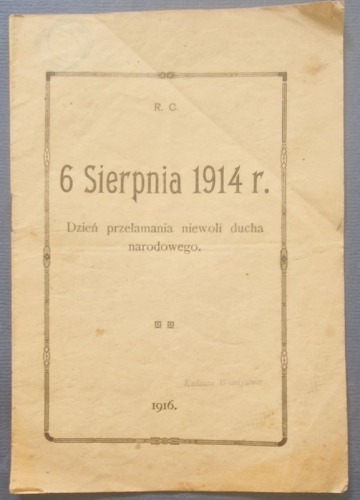 R. C.
6 Sierpnia 1914 r.
Dzień przełamania niewoli ducha
narodowego.
1916.